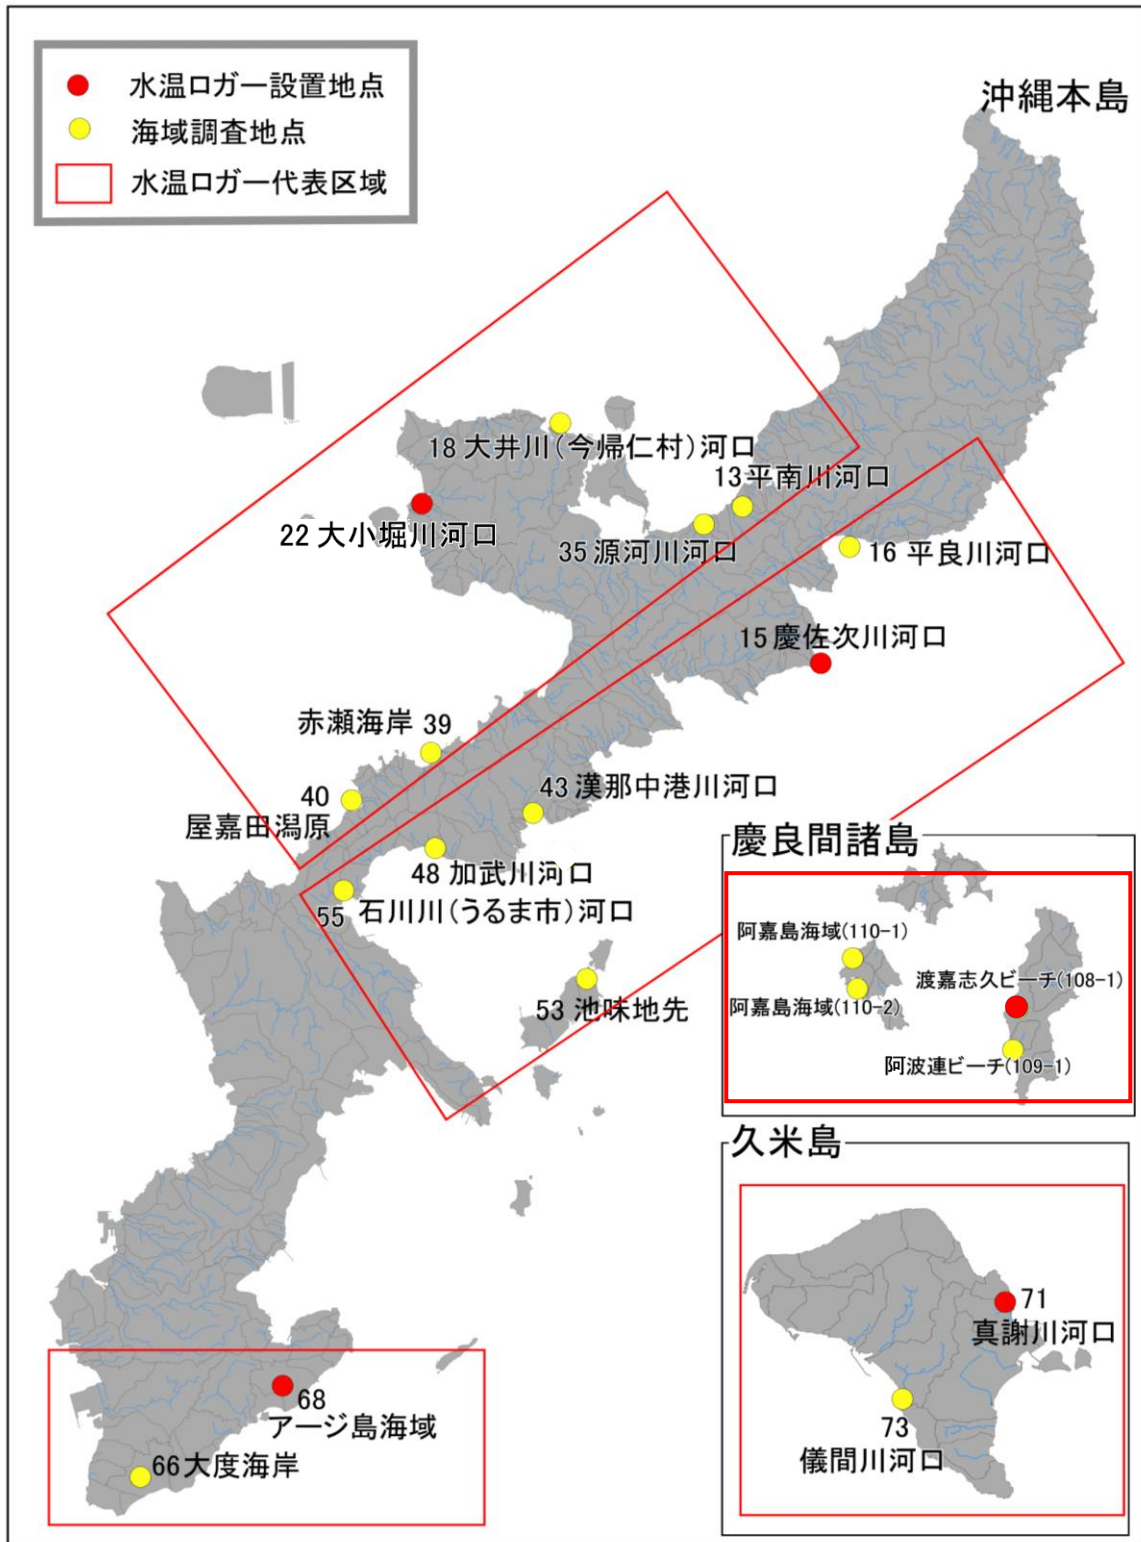 水温ロガー設置地点
海域調査地点
水温ロガー代表区域
沖縄本島
18 大井川(今帰仁村)河口
13 平南川河口
22 大小堀川河口
35 源河川河口
16 平良川河口
15 慶佐次川河口
赤瀬海岸 39
40
屋嘉田潟原
43 漢那中港川河口
48 加武川河口
55 石川川(うるま市)河口
53 池味地先
慶良間諸島
阿嘉島海域(110-1)
渡嘉志久ビーチ(108-1)
阿嘉島海域(110-2)
阿波連ビーチ(109-1)
久米島
71
真謝川河口
73
儀間川河口
68
アージ島海域
66 大度海岸